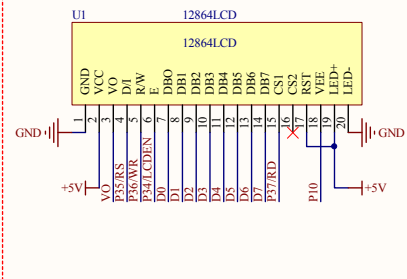 U1
12864LCD
12864LCD
GND
VCC
VO
D/I
R/W
E
DBO
DB1
DB2
DB3
DB4
DB5
DB6
DB7
CS1
CS2
RST
VEE
LED+
LED-
1
2
3
4
5
6
7
8
9
10
11
12
13
14
15
16
17
18
19
20
GND
GND
+5V
VO
P35/RS
P36/WR
P34/LCDEN
D0
D1
D2
D3
D4
D5
D6
D7
P37/RD
P10
+5V